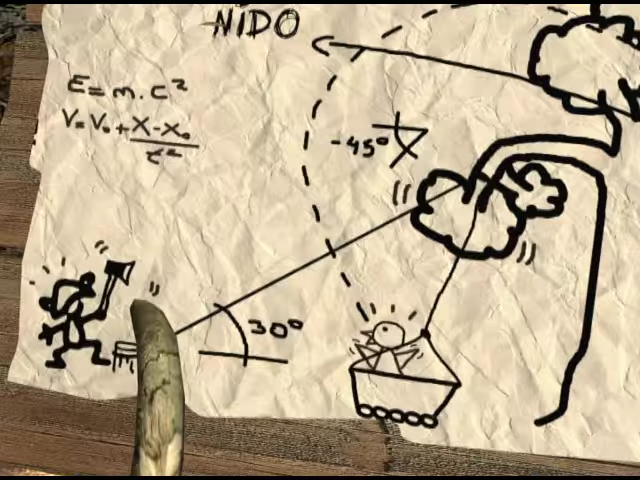 NIDO
E=m.c²
V=V₀+X-X₀
t²
-45°
30°